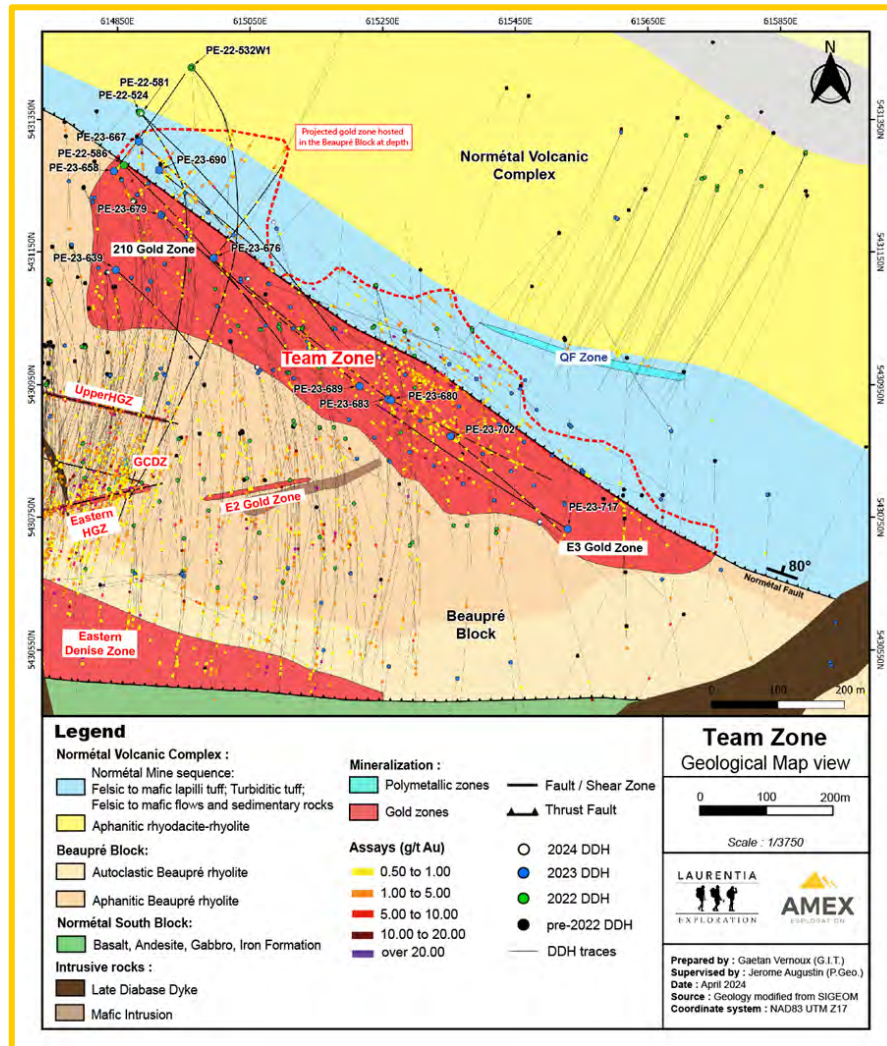 614850E 615050E 615250E 615450E 615650E 615850E
PE-22-532W1
PE-22-581
PE-22-524
N
5431350N
5431350N
Projected gold zone hosted
in the Beaupré Block at depth
PE-23-667
PE-22-586
PE-23-690
PE-23-658
Normétal Volcanic
Complex
PE-23-679
210 Gold Zone
PE-23-676
5431150N
5431150N
PE-23-639
QF Zone
Team Zone
5430950N
5430950N
PE-23-689
PE-23-680
PE-23-683
UpperHGZ
PE-23-702
GCDZ
E2 Gold Zone
Eastern
HGZ
5430750N
5430750N
PE-23-717
E3 Gold Zone
80°
Normétal Fault
Beaupré
Block
Eastern
Denise Zone
5430550N
5430550N
0 100 200 m
Legend
Normétal Volcanic Complex :
Normétal Mine sequence:
Felsic to mafic lapilli tuff; Turbiditic tuff;
Felsic to mafic flows and sedimentary rocks
Aphanitic rhyodacite-rhyolite
Beaupré Block:
Autoclastic Beaupré rhyolite
Aphanitic Beaupré rhyolite
Normétal South Block:
Basalt, Andesite, Gabbro, Iron Formation
Intrusive rocks :
Late Diabase Dyke
Mafic Intrusion
Mineralization :
Polymetallic zones
Gold zones
Assays (g/t Au)
0.50 to 1.00
1.00 to 5.00
5.00 to 10.00
10.00 to 20.00
over 20.00
Fault / Shear Zone
Thrust Fault
2024 DDH
2023 DDH
2022 DDH
pre-2022 DDH
DDH traces
Team Zone
Geological Map view
0 100 200m
Scale : 1/3750
LAURENTIA
EXPLORATION
AMEX
EXPLORATION
Prepared by : Gaetan Vernoux (G.I.T.)
Supervised by : Jerome Augustin (P.Geo.)
Date : April 2024
Source : Geology modified from SIGEOM
Coordinate system : NAD83 UTM Z17